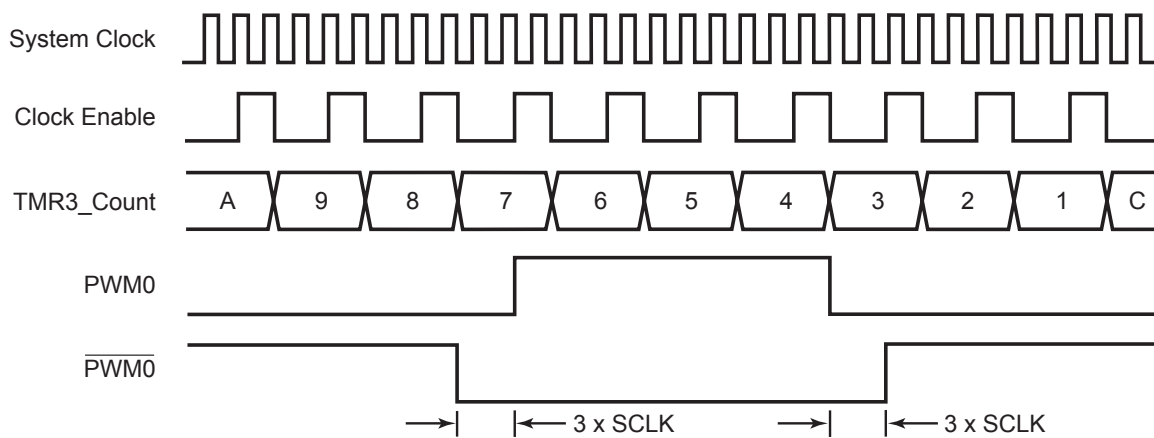 System Clock
Clock Enable
TMR3_Count A 9 8 7 6 5 4 3 2 1 C
PWM0
PWM0
3 x SCLK 3 x SCLK